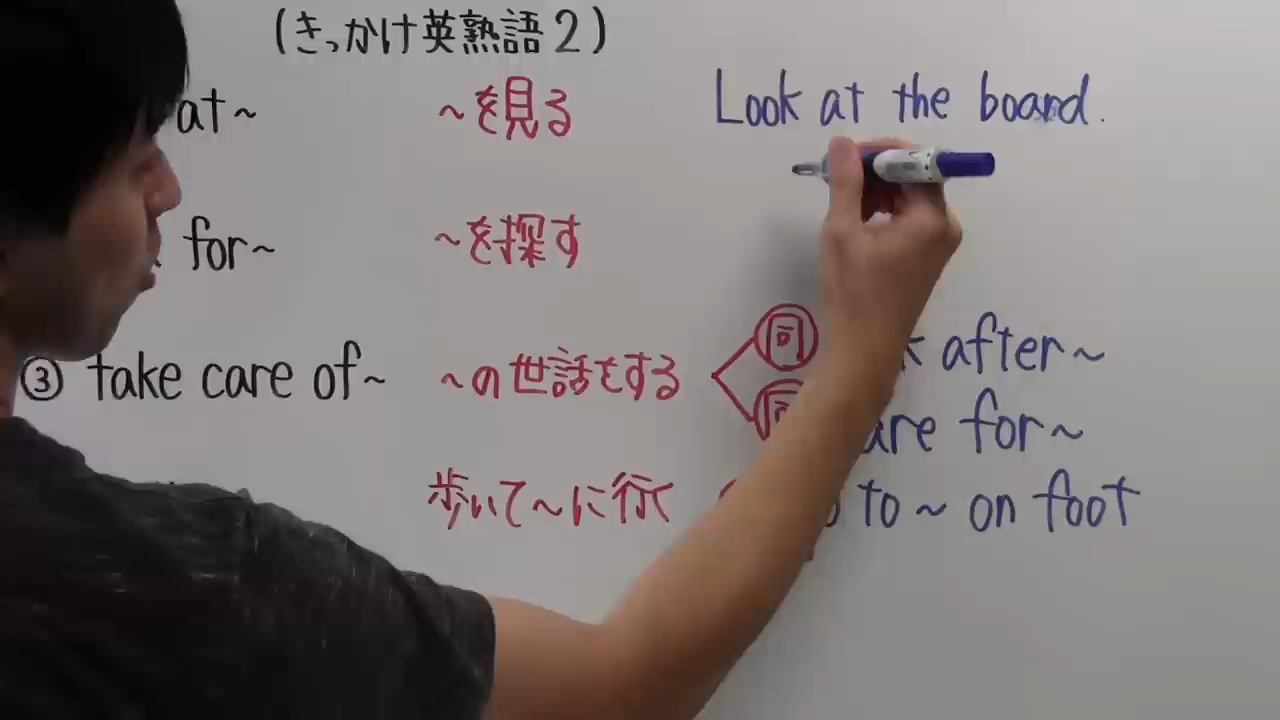 (きっかけ英熟語2)
at~ ~を見る Look at the board.
for~ ~を探す
③ take care of~ ~の世話をする 同 after~
are for~
歩いて~に行く to ~ on foot